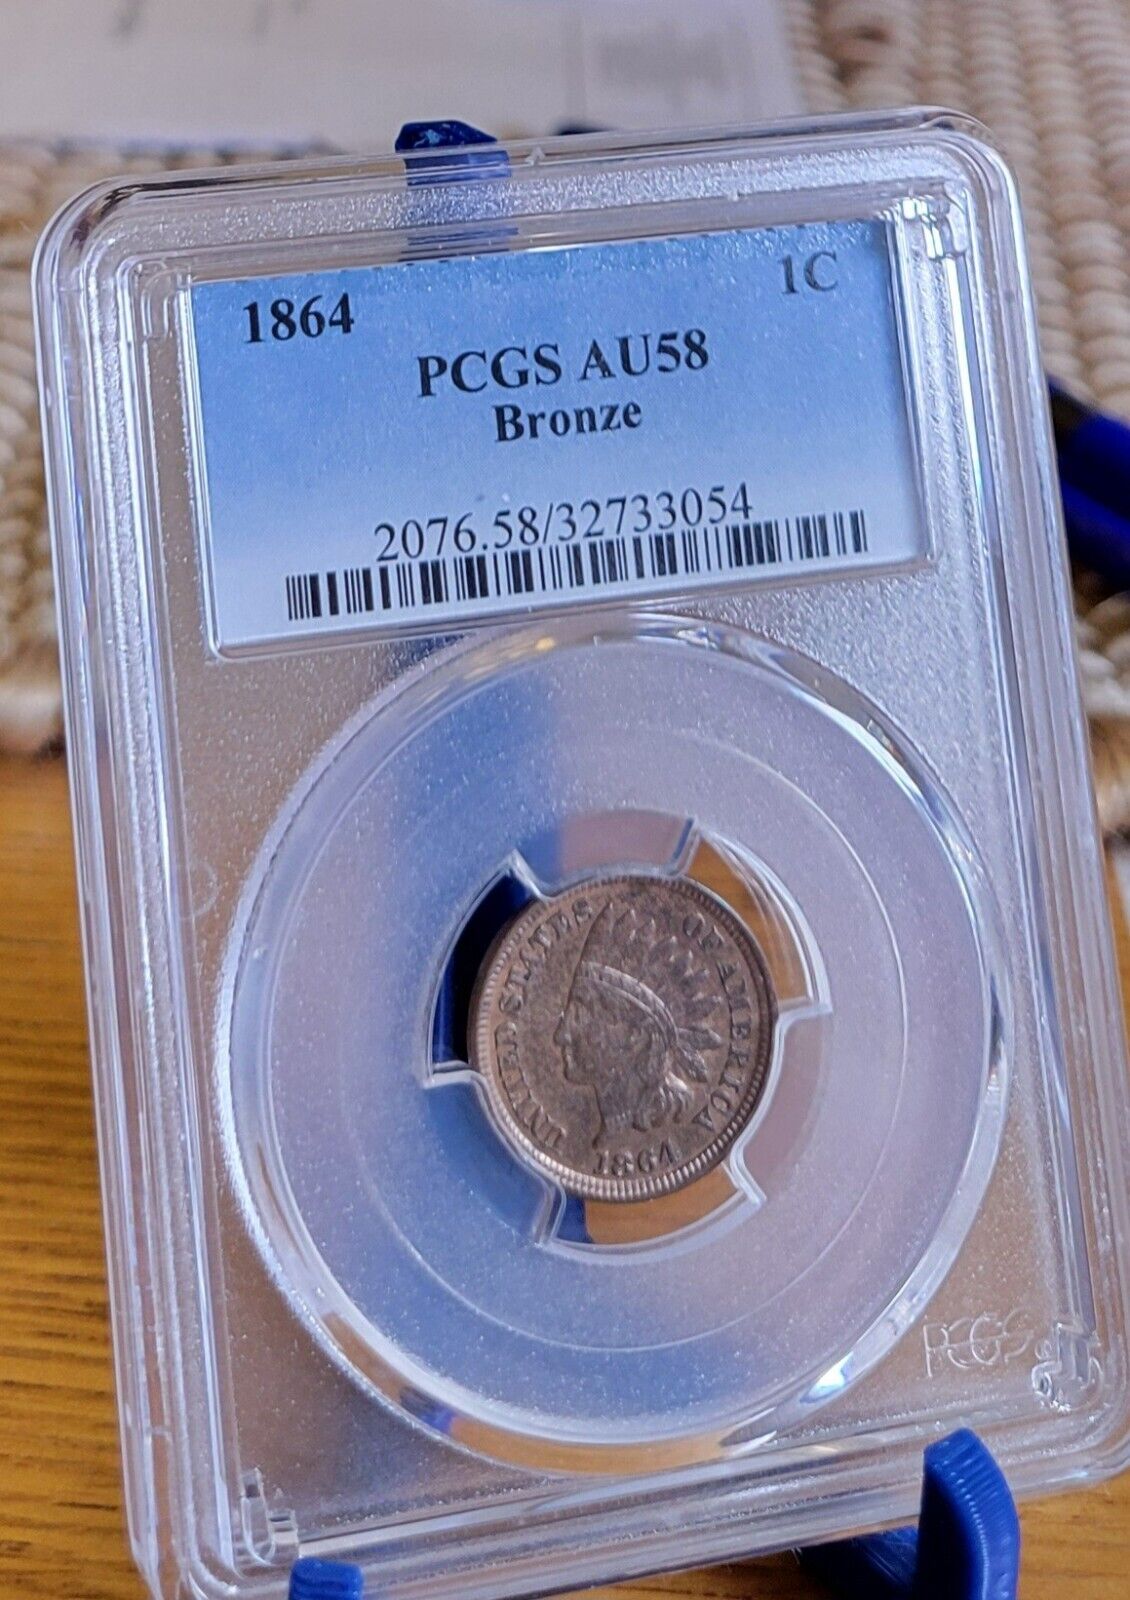 1864
1C
PCGS AU58
Bronze
2076.58/32733054
UNITED STATES OF AMERICA
1864
PCGS